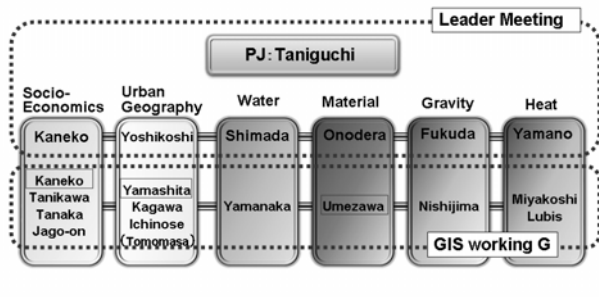 Leader Meeting
PJ：Taniguchi
Socio-
Economics
Urban
Geography
Water
Material
Gravity
Heat
Kaneko
Yoshikoshi
Shimada
Onodera
Fukuda
Yamano
Kaneko
Tanikawa
Tanaka
Jago-on
Yamashita
Kagawa
Ichinose
(Tomomasa)
Yamanaka
Umezawa
Nishijima
Miyakoshi
Lubis
GIS working G